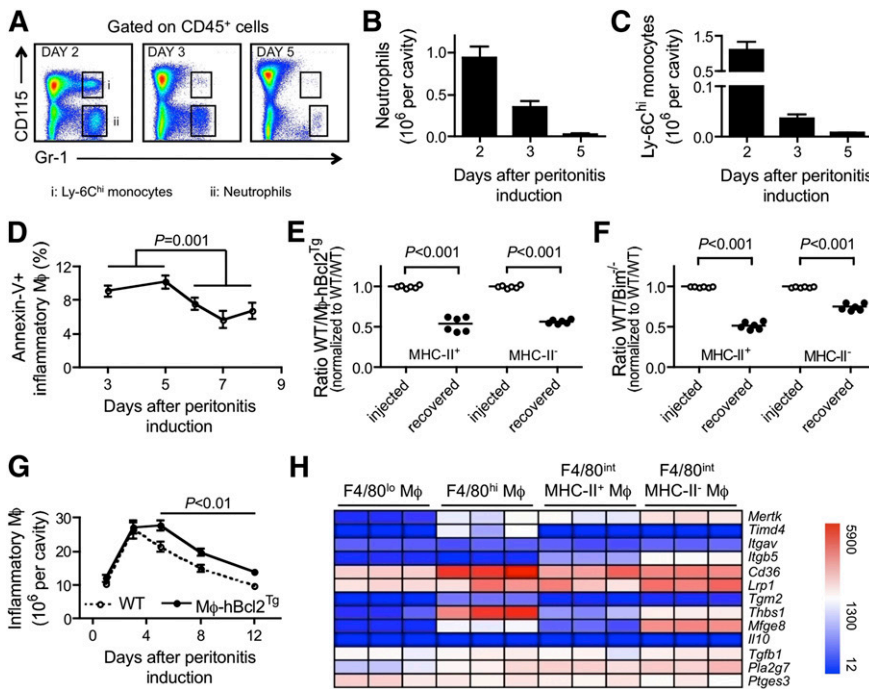 A
Gated on CD45⁺ cells
DAY 2
DAY 3
DAY 5
i
ii
CD115
Gr-1
i: Ly-6Cʰⁱ monocytes
ii: Neutrophils
B
Neutrophils
(10⁶ per cavity)
1.0
0.5
0.0
2 3 5
Days after peritonitis
induction
C
Ly-6Cʰⁱ monocytes
(10⁶ per cavity)
1.5
0.5
0.1
0.0
2 3 5
Days after peritonitis
induction
D
P=0.001
Annexin-V+
inflammatory Mϕ (%)
12
8
4
0
3 5 7 9
Days after peritonitis
induction
E
P<0.001
P<0.001
Ratio WT/Mϕ-hBcl2ᵀᵍ
(normalized to WT/WT)
1.0
0.5
0.0
MHC-II⁺
MHC-II⁻
injected
recovered
injected
recovered
F
P<0.001
P<0.001
Ratio WT/Bim⁻/⁻
(normalized to WT/WT)
1.0
0.5
0.0
MHC-II⁺
MHC-II⁻
injected
recovered
injected
recovered
G
P<0.01
Inflammatory Mϕ
(10⁶ per cavity)
30
20
10
0
WT
Mϕ-hBcl2ᵀᵍ
0 4 8 12
Days after peritonitis
induction
H
F4/80ˡᵒ Mϕ
F4/80ʰⁱ Mϕ
F4/80ⁱⁿᵗ
MHC-II⁺ Mϕ
F4/80ⁱⁿᵗ
MHC-II⁻ Mϕ
Mertk
Timd4
Itgav
Itgb5
Cd36
Lrp1
Tgm2
Thbs1
Mfge8
Il10
Tgfb1
Pla2g7
Ptges3
5900
1300
12